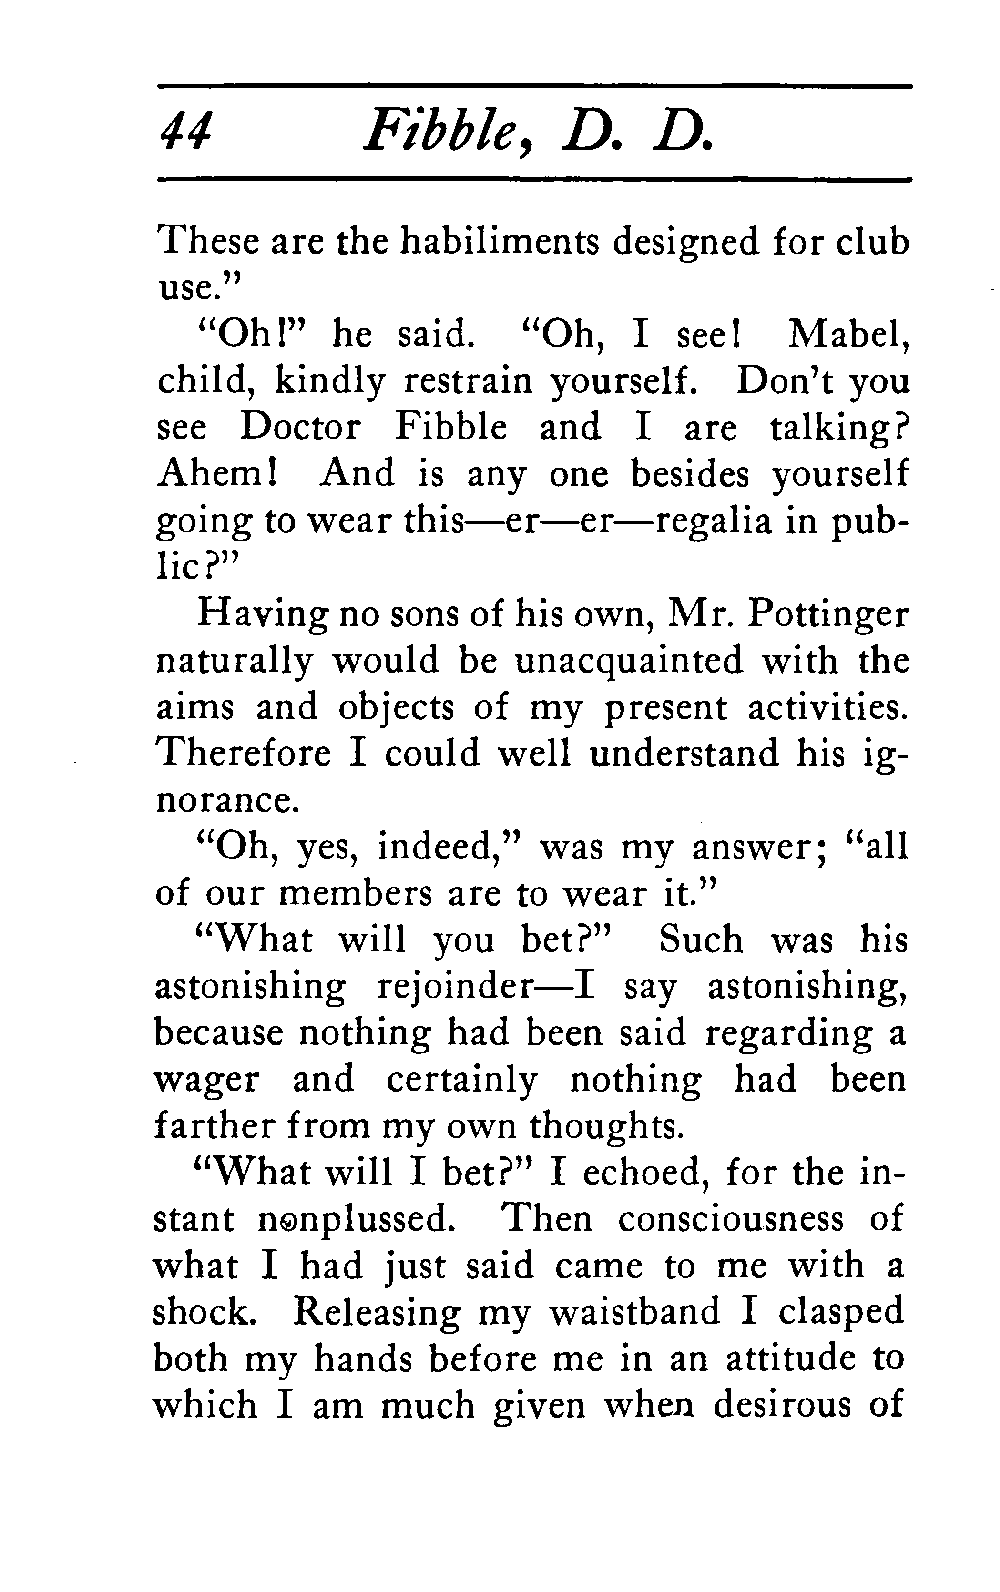 44 Fibble, D. D.
These are the habiliments designed for club
use.”
“Oh!” he said. “Oh, I see! Mabel,
child, kindly restrain yourself. Don’t you
see Doctor Fibble and I are talking?
Ahem! And is any one besides yourself
going to wear this—er—er—regalia in pub-
lic?”
Having no sons of his own, Mr. Pottinger
naturally would be unacquainted with the
aims and objects of my present activities.
Therefore I could well understand his ig-
norance.
“Oh, yes, indeed,” was my answer; “all
of our members are to wear it.”
“What will you bet?” Such was his
astonishing rejoinder—I say astonishing,
because nothing had been said regarding a
wager and certainly nothing had been
farther from my own thoughts.
“What will I bet?” I echoed, for the in-
stant nonplussed. Then consciousness of
what I had just said came to me with a
shock. Releasing my waistband I clasped
both my hands before me in an attitude to
which I am much given when desirous of